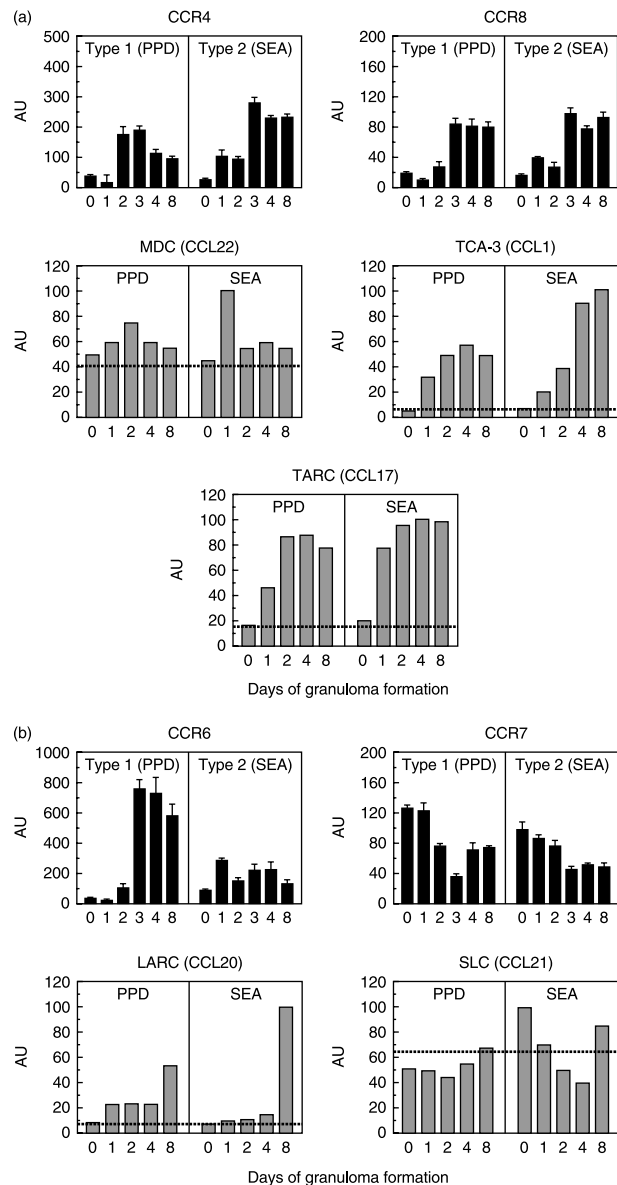 (a)
CCR4
CCR8
500
400
300
200
100
0
AU
Type 1 (PPD)
Type 2 (SEA)
0 1 2 3 4 8
0 1 2 3 4 8
200
160
120
80
40
0
AU
Type 1 (PPD)
Type 2 (SEA)
0 1 2 3 4 8
0 1 2 3 4 8
MDC (CCL22)
TCA-3 (CCL1)
120
100
80
60
40
20
0
AU
PPD
SEA
0 1 2 4 8
0 1 2 4 8
120
100
80
60
40
20
0
AU
PPD
SEA
0 1 2 4 8
0 1 2 4 8
TARC (CCL17)
120
100
80
60
40
20
0
AU
PPD
SEA
0 1 2 4 8
0 1 2 4 8
Days of granuloma formation
(b)
CCR6
CCR7
1000
800
600
400
200
0
AU
Type 1 (PPD)
Type 2 (SEA)
0 1 2 3 4 8
0 1 2 3 4 8
200
160
120
80
40
0
AU
Type 1 (PPD)
Type 2 (SEA)
0 1 2 3 4 8
0 1 2 3 4 8
LARC (CCL20)
SLC (CCL21)
120
100
80
60
40
20
0
AU
PPD
SEA
0 1 2 4 8
0 1 2 4 8
120
100
80
60
40
20
0
AU
PPD
SEA
0 1 2 4 8
0 1 2 4 8
Days of granuloma formation